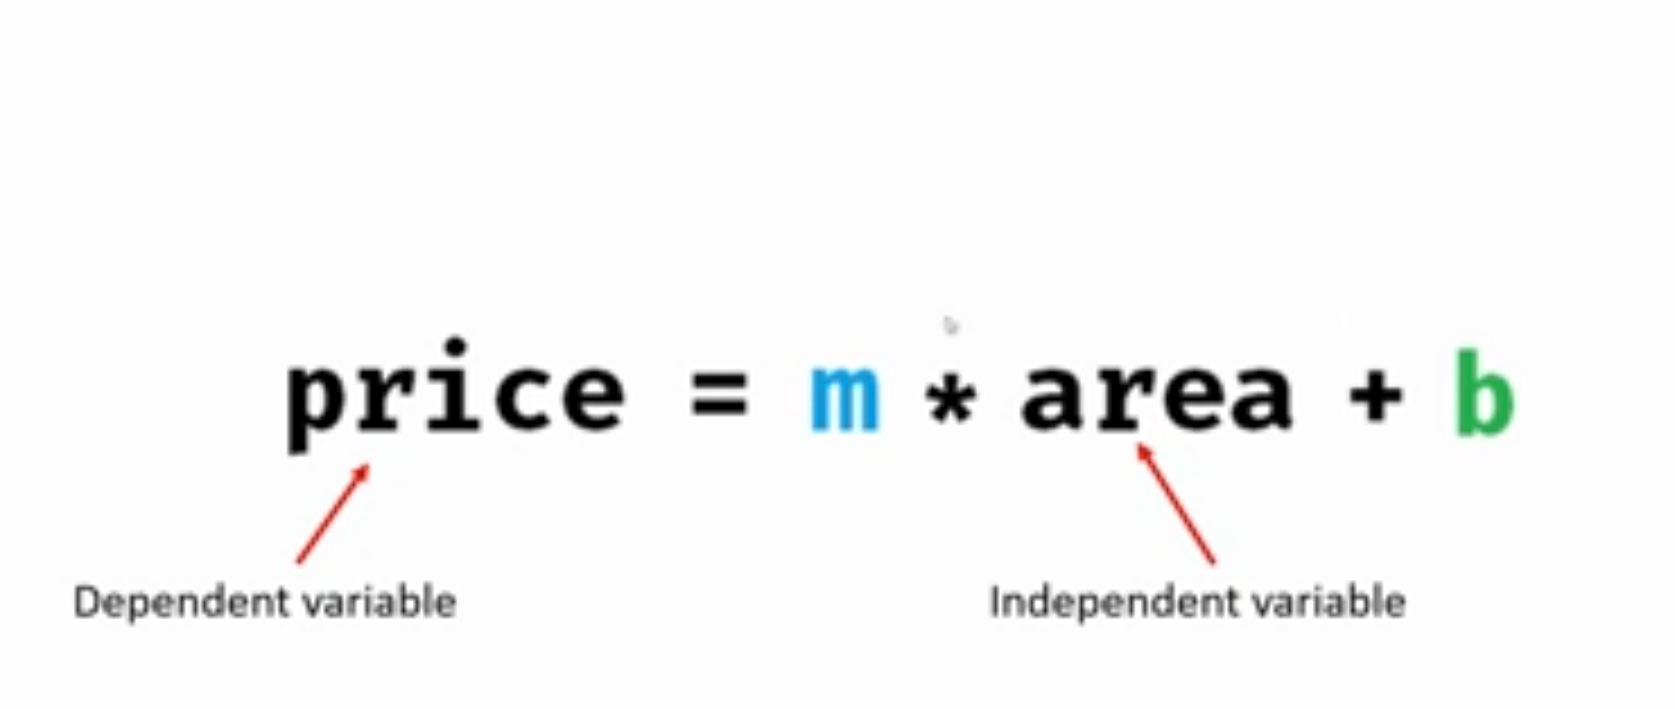 price = m * area + b
Dependent variable
Independent variable